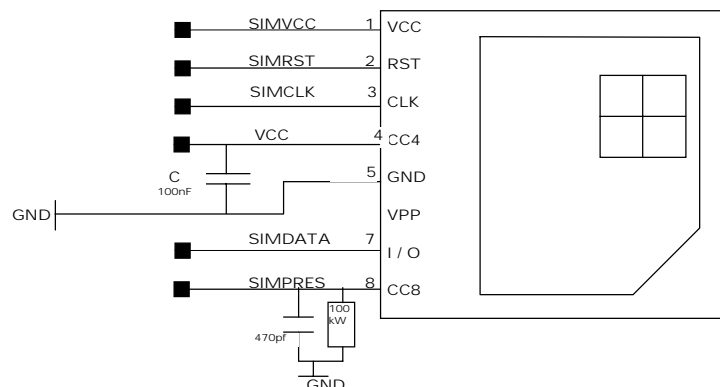 SIMVCC 1 VCC
SIMRST 2 RST
SIMCLK 3 CLK
VCC 4 CC4
C
100nF
5 GND
GND
VPP
SIMDATA 7 I/O
SIMPRES 8 CC8
100
kW
470pf
GND